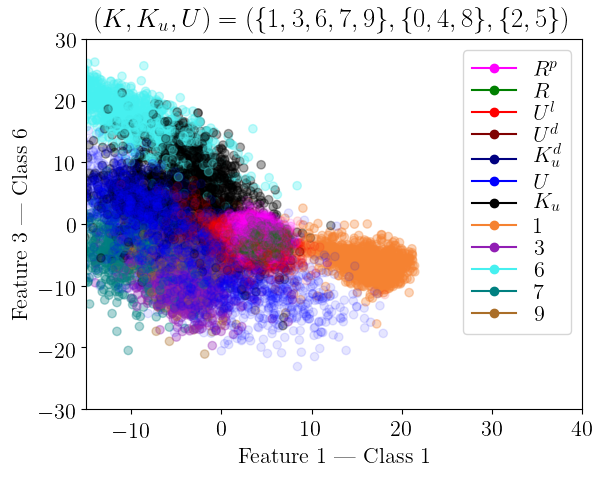 (K, K_u, U) = ({1, 3, 6, 7, 9}, {0, 4, 8}, {2, 5})
30
20
10
0
−10
−20
−30
Feature 3 — Class 6
−10
0
10
20
30
40
Feature 1 — Class 1
R^p
R
U^l
U^d
K_u^d
U
K_u
1
3
6
7
9